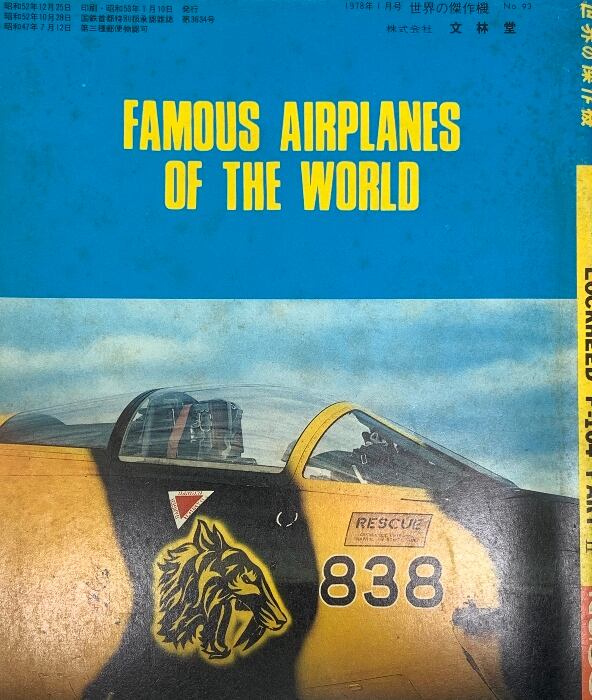 昭和52年12月25日 印刷・昭和53年1月10日 発行
昭和52年10月28日 国鉄首都特別扱承認雑誌 第3634号
昭和47年7月12日 第三種郵便物認可
1978年1月号 世界の傑作機 No.93
株式会社 文林堂
FAMOUS AIRPLANES
OF THE WORLD
RESCUE
838
世界の傑作機
LOCKHEED F-104 PART II